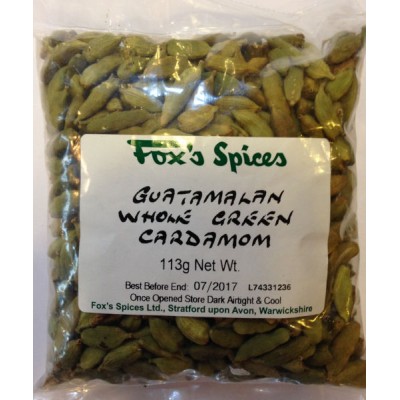 Fox's Spices
GUATAMALAN
WHOLE GREEN
CARDAMOM
113g Net Wt.
Best Before End: 07/2017 L74331236
Once Opened Store Dark Airtight & Cool
Fox's Spices Ltd., Stratford upon Avon, Warwickshire